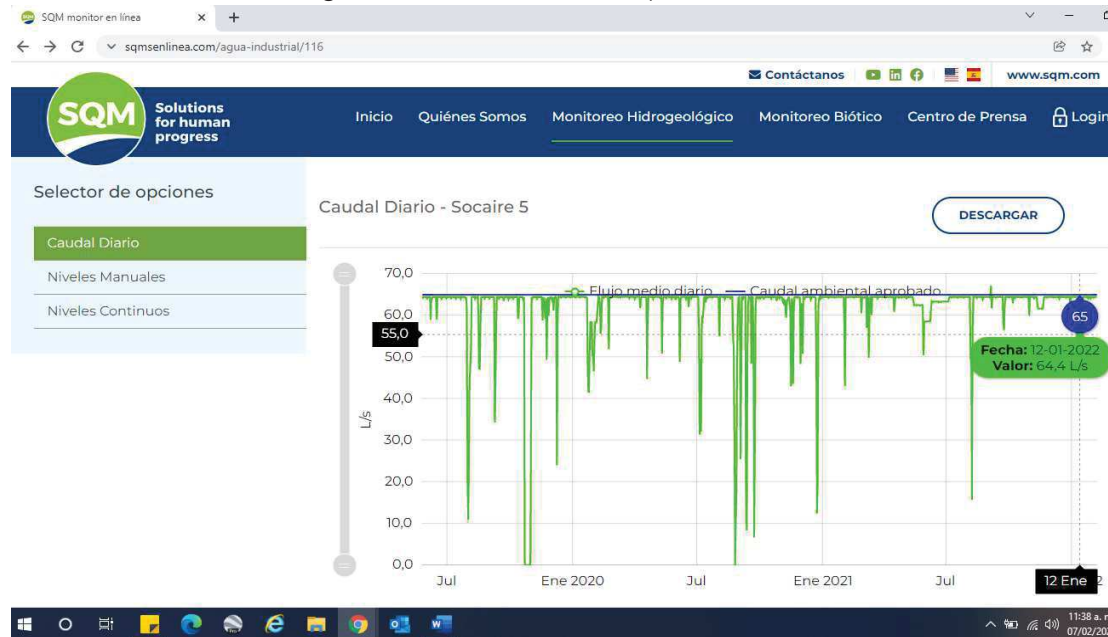 SQM monitor en línea
sqmsenlinea.com/agua-industrial/116
Contáctanos
www.sqm.com
SQM
Solutions
for human
progress
Inicio
Quiénes Somos
Monitoreo Hidrogeológico
Monitoreo Biótico
Centro de Prensa
Login
Selector de opciones
Caudal Diario
Niveles Manuales
Niveles Continuos
Caudal Diario - Socaire 5
DESCARGAR
Flujo medio diario
Caudal ambiental aprobado
70,0
60,0
55,0
50,0
40,0
30,0
20,0
10,0
0,0
L/s
65
Fecha: 12-01-2022
Valor: 64,4 L/s
Jul
Ene 2020
Jul
Ene 2021
Jul
12 Ene
11:38 a.